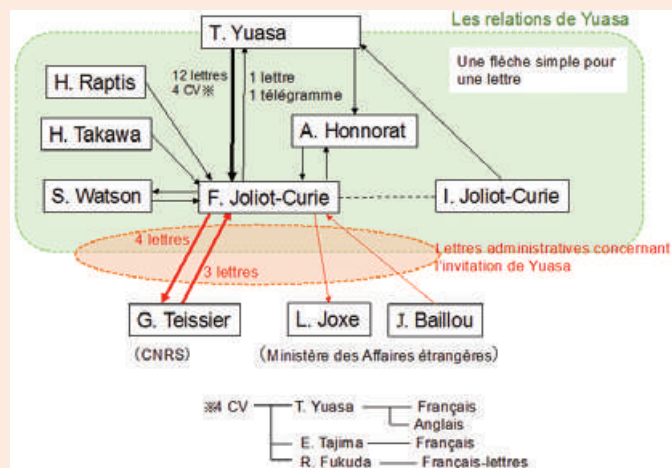 Les relations de Yuasa
T. Yuasa
Une flêche simple pour
une lettre
12 lettres
4 CV※
1 lettre
1 télégramme
H. Raptis
A. Honnorat
H. Takawa
S. Watson
F. Joliot-Curie
I. Joliot-Curie
4 lettres
3 lettres
Lettres administratives concernant
l'invitation de Yuasa
G. Teissier
L. Joxe
J. Baillou
(CNRS)
(Ministère des Affaires étrangères)
※4 CV
T. Yuasa
Français
Anglais
E. Tajima
Français
R. Fukuda
Français-lettres